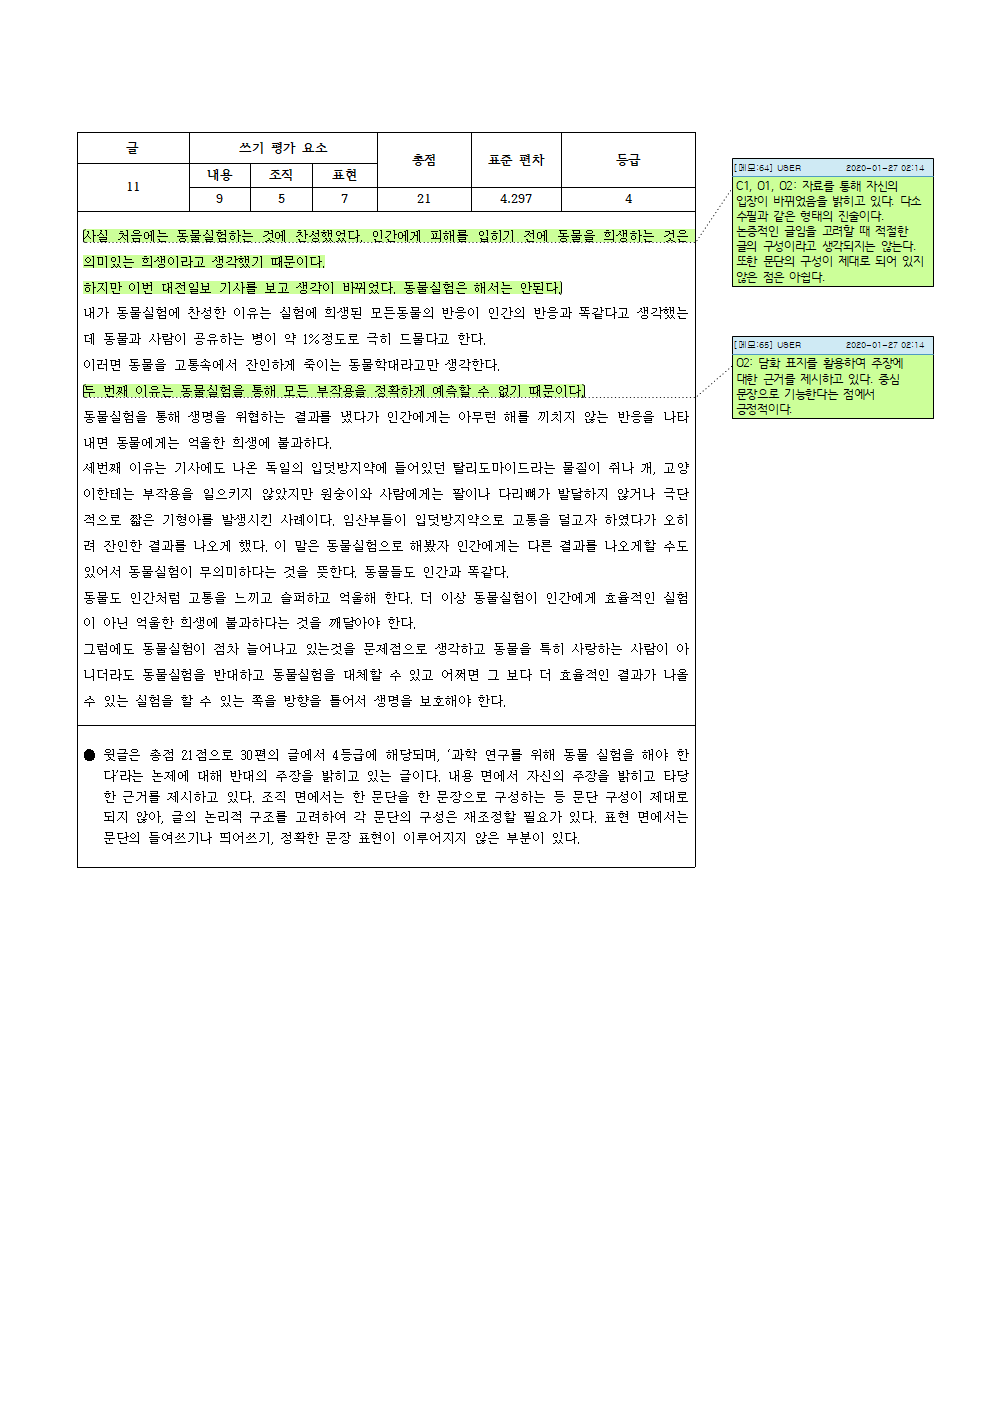 글
쓰기 평가 요소
총점
표준 편차
등급
11
내용
조직
표현
9
5
7
21
4.297
4
사실 처음에는 동물실험하는 것에 찬성했었다. 인간에게 피해를 입히기 전에 동물을 희생하는 것은
의미있는 희생이라고 생각했기 때문이다.
하지만 이번 대전일보 기사를 보고 생각이 바뀌었다. 동물실험은 해서는 안된다.
내가 동물실험에 찬성한 이유는 실험에 희생된 모든동물의 반응이 인간의 반응과 똑같다고 생각했는
데 동물과 사람이 공유하는 병이 약 1%정도로 극히 드물다고 한다.
이러면 동물을 고통속에서 잔인하게 죽이는 동물학대라고만 생각한다.
두 번째 이유는 동물실험을 통해 모든 부작용을 정확하게 예측할 수 없기 때문이다.
동물실험을 통해 생명을 위협하는 결과를 냈다가 인간에게는 아무런 해를 끼치지 않는 반응을 나타
내면 동물에게는 억울한 희생에 불과하다.
세번째 이유는 기사에도 나온 독일의 입덧방지약에 들어있던 탈리도마이드라는 물질이 쥐나 개, 고양
이한테는 부작용을 일으키지 않았지만 원숭이와 사람에게는 팔이나 다리뼈가 발달하지 않거나 극단
적으로 짧은 기형아를 발생시킨 사례이다. 임산부들이 입덧방지약으로 고통을 덜고자 하였다가 오히
려 잔인한 결과를 나오게 했다. 이 말은 동물실험으로 해봤자 인간에게는 다른 결과를 나오게할 수도
있어서 동물실험이 무의미하다는 것을 뜻한다. 동물들도 인간과 똑같다.
동물도 인간처럼 고통을 느끼고 슬퍼하고 억울해 한다. 더 이상 동물실험이 인간에게 효율적인 실험
이 아닌 억울한 희생에 불과하다는 것을 깨달아야 한다.
그럼에도 동물실험이 점차 늘어나고 있는것을 문제점으로 생각하고 동물을 특히 사랑하는 사람이 아
니더라도 동물실험을 반대하고 동물실험을 대체할 수 있고 어쩌면 그 보다 더 효율적인 결과가 나올
수 있는 실험을 할 수 있는 쪽을 방향을 틀어서 생명을 보호해야 한다.
● 윗글은 총점 21점으로 30편의 글에서 4등급에 해당되며, ‘과학 연구를 위해 동물 실험을 해야 한
다’라는 논제에 대해 반대의 주장을 밝히고 있는 글이다. 내용 면에서 자신의 주장을 밝히고 타당
한 근거를 제시하고 있다. 조직 면에서는 한 문단을 한 문장으로 구성하는 등 문단 구성이 제대로
되지 않아, 글의 논리적 구조를 고려하여 각 문단의 구성은 재조정할 필요가 있다. 표현 면에서는
문단의 들여쓰기나 띄어쓰기, 정확한 문장 표현이 이루어지지 않은 부분이 있다.
[메모:64] USER 2020-01-27 02:14
C1, O1, O2: 자료를 통해 자신의
입장이 바뀌었음을 밝히고 있다. 다소
수필과 같은 형태의 진술이다.
논증적인 글임을 고려할 때 적절한
글의 구성이라고 생각되지는 않는다.
또한 문단의 구성이 제대로 되어 있지
않은 점은 아쉽다.
[메모:65] USER 2020-01-27 02:14
O2: 담화 표지를 활용하여 주장에
대한 근거를 제시하고 있다. 중심
문장으로 기능한다는 점에서
긍정적이다.